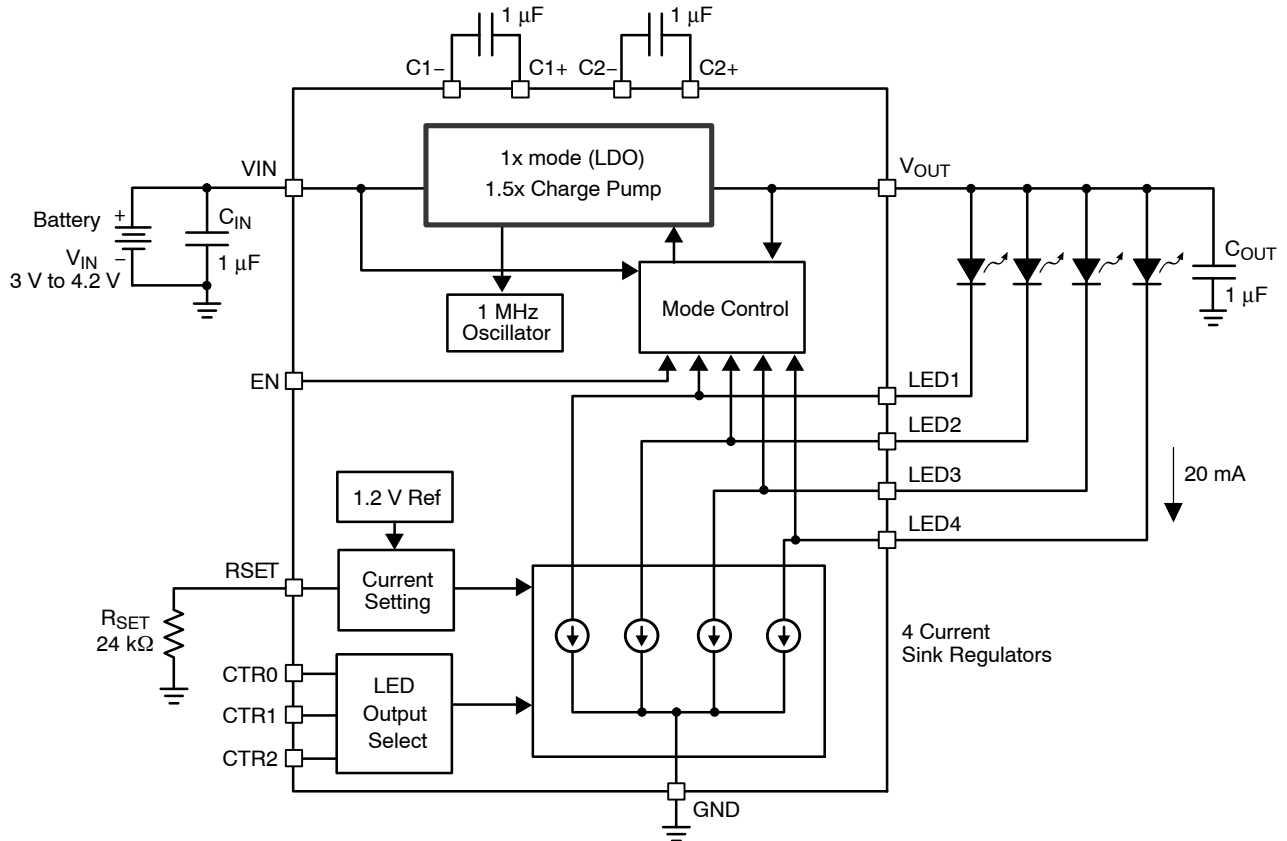 1 μF
1 μF
C1−
C1+
C2−
C2+
VIN
1x mode (LDO)
1.5x Charge Pump
VOUT
Battery
+
VIN
−
3 V to 4.2 V
CIN
1 μF
1 MHz
Oscillator
Mode Control
COUT
1 μF
EN
LED1
LED2
LED3
LED4
20 mA
1.2 V Ref
RSET
Current
Setting
RSET
24 kΩ
4 Current
Sink Regulators
CTR0
CTR1
CTR2
LED
Output
Select
GND